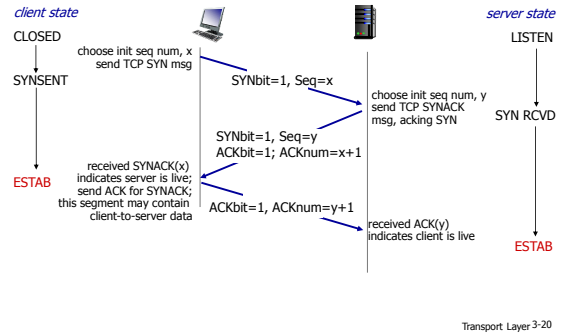 client state
server state
CLOSED
LISTEN
choose init seq num, x
send TCP SYN msg
SYNSENT
SYNbit=1, Seq=x
choose init seq num, y
send TCP SYNACK
msg, acking SYN
SYN RCVD
SYNbit=1, Seq=y
ACKbit=1; ACKnum=x+1
received SYNACK(x)
indicates server is live;
send ACK for SYNACK;
this segment may contain
client-to-server data
ESTAB
ACKbit=1, ACKnum=y+1
received ACK(y)
indicates client is live
ESTAB
Transport Layer 3-20